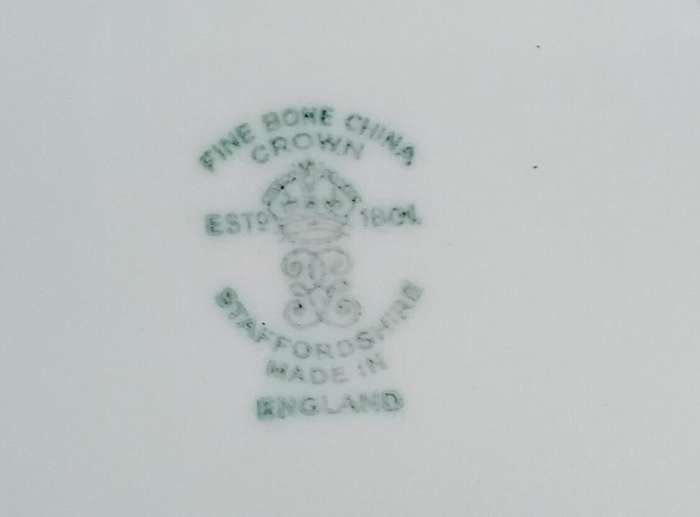 FINE BONE CHINA
CROWN
ESTD 1801
STAFFORDSHIRE
MADE IN
ENGLAND